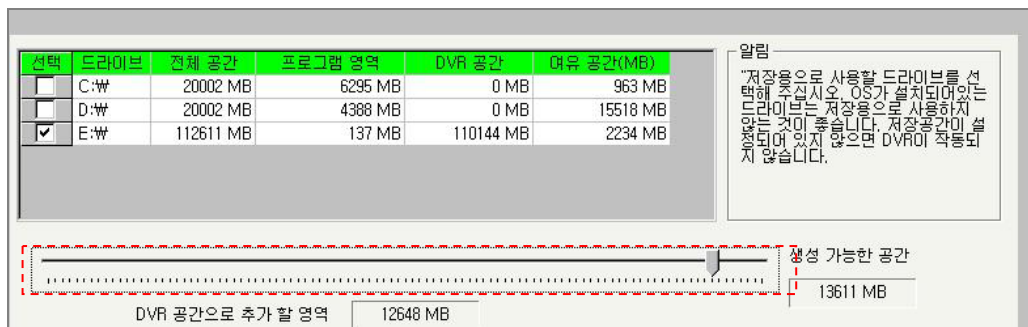 선택 드라이브 전체 공간 프로그램 영역 DVR 공간 여유 공간(MB)
C:₩ 20002 MB 6295 MB 0 MB 963 MB
D:₩ 20002 MB 4388 MB 0 MB 15518 MB
E:₩ 112611 MB 137 MB 110144 MB 2234 MB
알림
"저장용으로 사용할 드라이브를 선
택해 주십시오. OS가 설치되어있는
드라이브는 저장용으로 사용하지
않는 것이 좋습니다. 저장공간이 설
정되어 있지 않으면 DVR이 작동되
지 않습니다.
생성 가능한 공간
13611 MB
DVR 공간으로 추가 할 영역 12648 MB